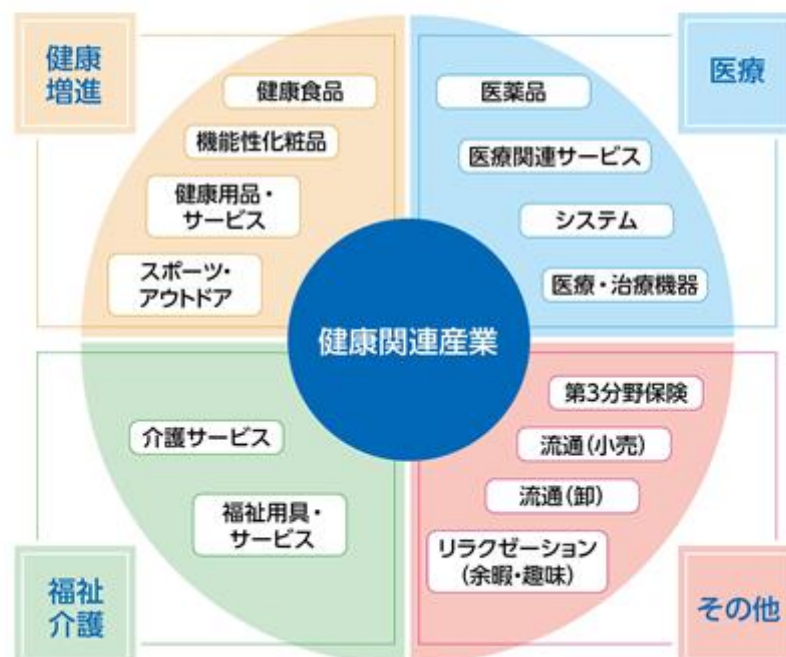 健康
増進
健康食品
機能性化粧品
健康用品・
サービス
スポーツ・
アウトドア
医療
医薬品
医療関連サービス
システム
医療・治療機器
健康関連産業
福祉
介護
介護サービス
福祉用具・
サービス
その他
第3分野保険
流通(小売)
流通(卸)
リラクゼーション
(余暇・趣味)